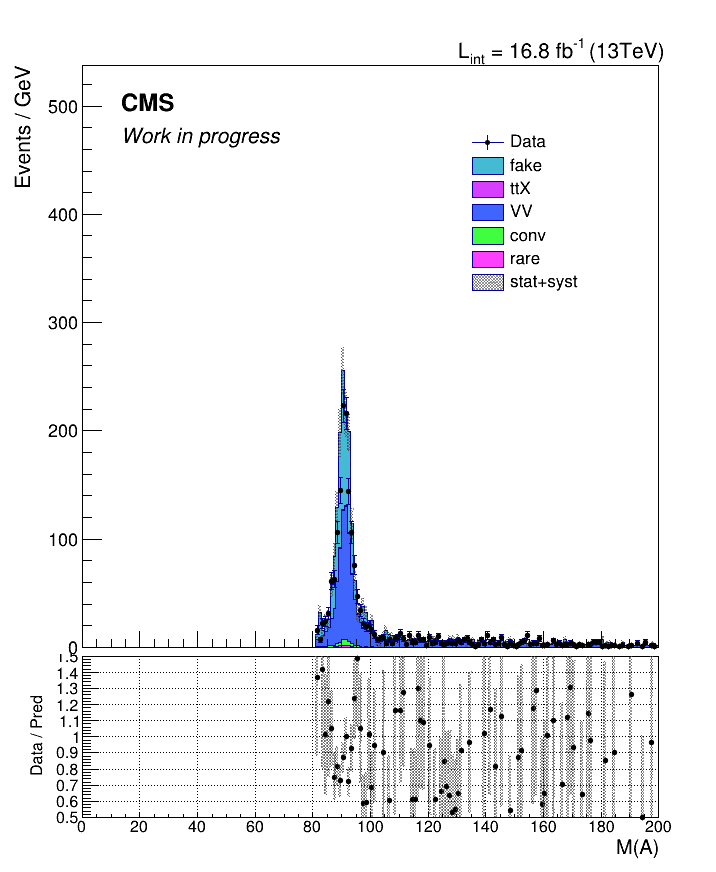 L_int = 16.8 fb^-1 (13TeV)
Events / GeV
CMS
Work in progress
Data
fake
ttX
VV
conv
rare
stat+syst
500
400
300
200
100
0
Data / Pred
1.5
1.4
1.3
1.2
1.1
1
0.9
0.8
0.7
0.6
0.5
0 20 40 60 80 100 120 140 160 180 200
M(A)